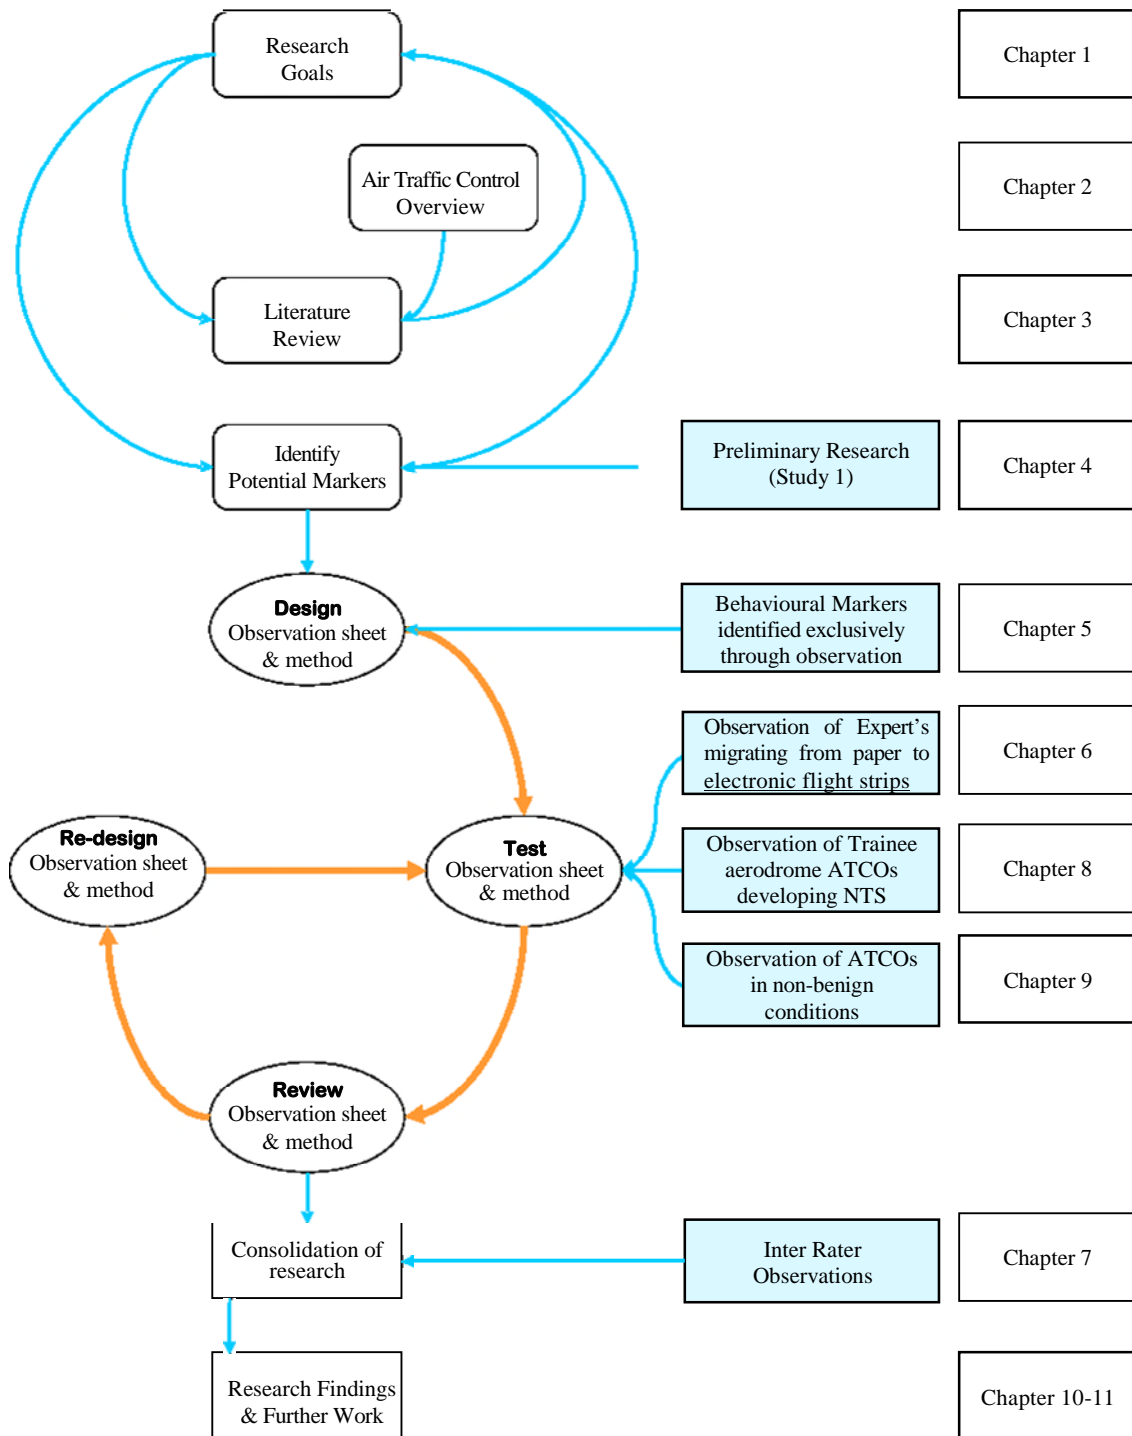 Research
Goals
Chapter 1
Air Traffic Control
Overview
Chapter 2
Literature
Review
Chapter 3
Identify
Potential Markers
Preliminary Research
(Study 1)
Chapter 4
Design
Observation sheet
& method
Behavioural Markers
identified exclusively
through observation
Chapter 5
Observation of Expert's
migrating from paper to
electronic flight strips
Chapter 6
Re-design
Observation sheet
& method
Test
Observation sheet
& method
Observation of Trainee
aerodrome ATCOs
developing NTS
Chapter 8
Observation of ATCOs
in non-benign
conditions
Chapter 9
Review
Observation sheet
& method
Consolidation of
research
Inter Rater
Observations
Chapter 7
Research Findings
& Further Work
Chapter 10-11